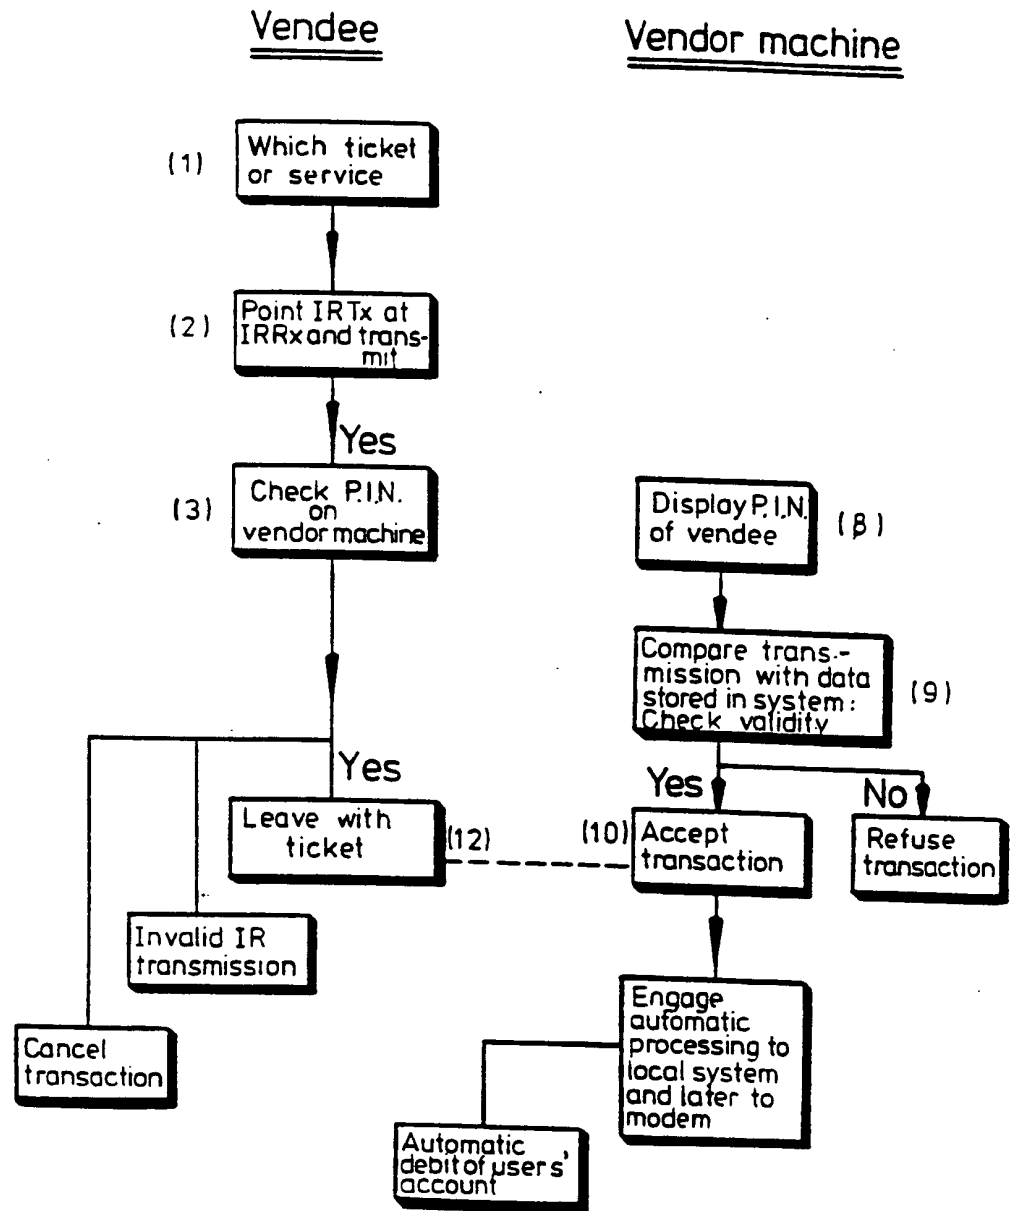 Vendee
Vendor machine
(1)
Which ticket
or service
(2)
Point IRTx at
IRRx and trans-
mit
Yes
(3)
Check P.I.N.
on
vendor machine
Display P.I.N.
of vendee
(β)
Compare trans-
mission with data
stored in system:
Check validity
(9)
Yes
Leave with
ticket
(12)
Yes
No
(10)
Accept
transaction
Refuse
transaction
Invalid IR
transmission
Cancel
transaction
Engage
automatic
processing to
local system
and later to
modem
Automatic
debit of users'
account